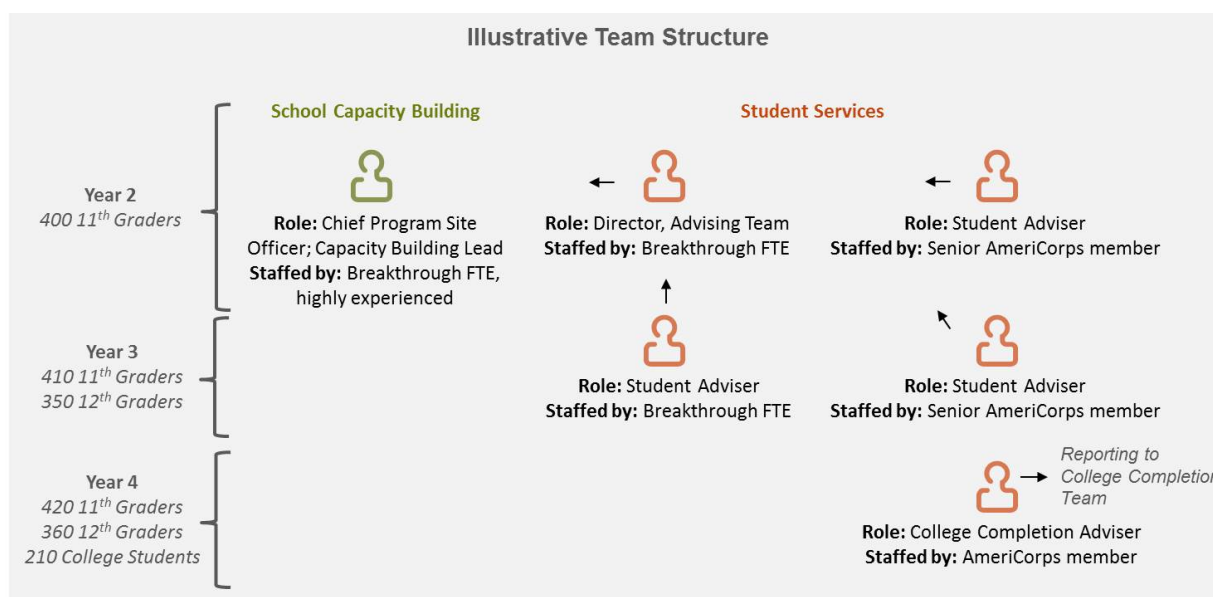 Illustrative Team Structure
School Capacity Building
Student Services
Year 2
400 11th Graders
Role: Chief Program Site
Officer; Capacity Building Lead
Staffed by: Breakthrough FTE,
highly experienced
Role: Director, Advising Team
Staffed by: Breakthrough FTE
Role: Student Adviser
Staffed by: Senior AmeriCorps member
Year 3
410 11th Graders
350 12th Graders
Role: Student Adviser
Staffed by: Breakthrough FTE
Role: Student Adviser
Staffed by: Senior AmeriCorps member
Year 4
420 11th Graders
360 12th Graders
210 College Students
Reporting to
College Completion
Team
Role: College Completion Adviser
Staffed by: AmeriCorps member